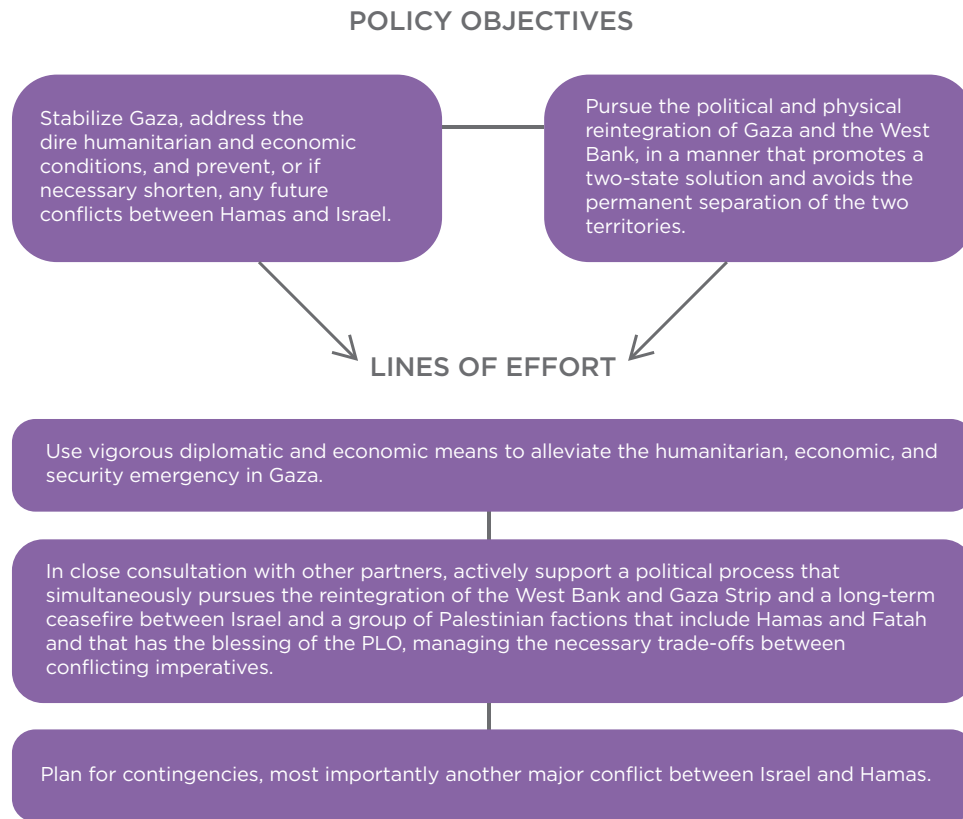 POLICY OBJECTIVES
Stabilize Gaza, address the
dire humanitarian and economic
conditions, and prevent, or if
necessary shorten, any future
conflicts between Hamas and Israel.
Pursue the political and physical
reintegration of Gaza and the West
Bank, in a manner that promotes a
two-state solution and avoids the
permanent separation of the two
territories.
LINES OF EFFORT
Use vigorous diplomatic and economic means to alleviate the humanitarian, economic, and
security emergency in Gaza.
In close consultation with other partners, actively support a political process that
simultaneously pursues the reintegration of the West Bank and Gaza Strip and a long-term
ceasefire between Israel and a group of Palestinian factions that include Hamas and Fatah
and that has the blessing of the PLO, managing the necessary trade-offs between
conflicting imperatives.
Plan for contingencies, most importantly another major conflict between Israel and Hamas.